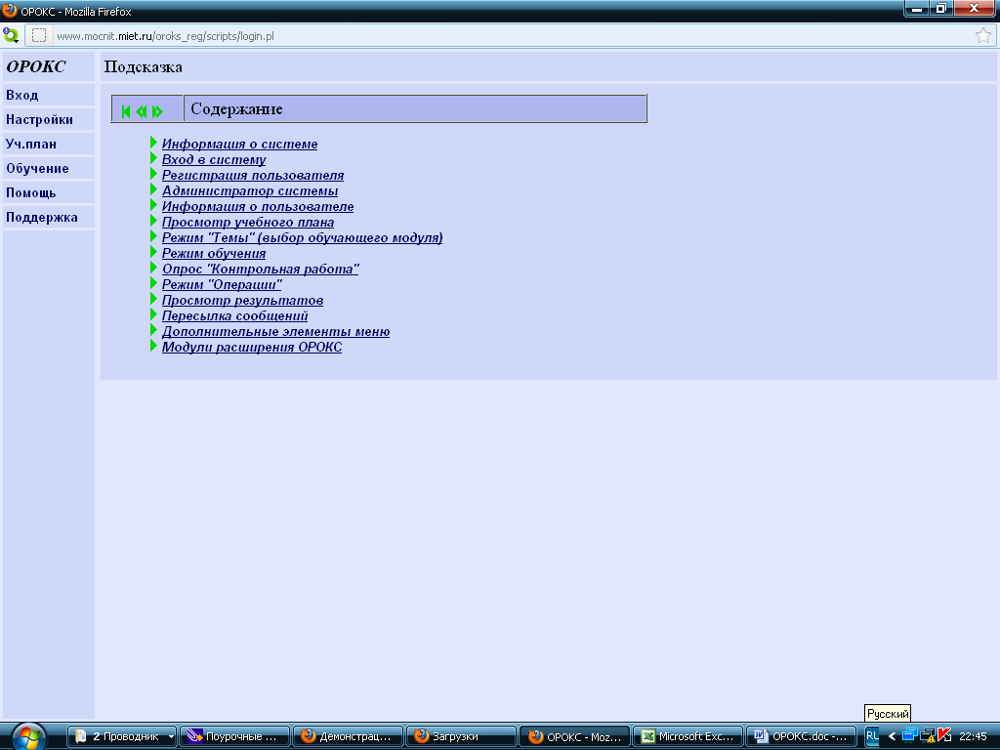 ОРОКС - Mozilla Firefox
www.mocnit.miet.ru/oroks_reg/scripts/login.pl
ОРОКС
Подсказка
Вход
Настройки
Уч.план
Обучение
Помощь
Поддержка
Содержание
Информация о системе
Вход в систему
Регистрация пользователя
Администратор системы
Информация о пользователе
Просмотр учебного плана
Режим "Темы" (выбор обучающего модуля)
Режим обучения
Опрос "Контрольная работа"
Режим "Операции"
Просмотр результатов
Пересылка сообщений
Дополнительные элементы меню
Модули расширения ОРОКС
Русский
2 Проводник
Поурочные ...
Демонстрац...
Загрузки
ОРОКС - Moz...
Microsoft Exc...
ОРОКС.doc -...
RL
22:45